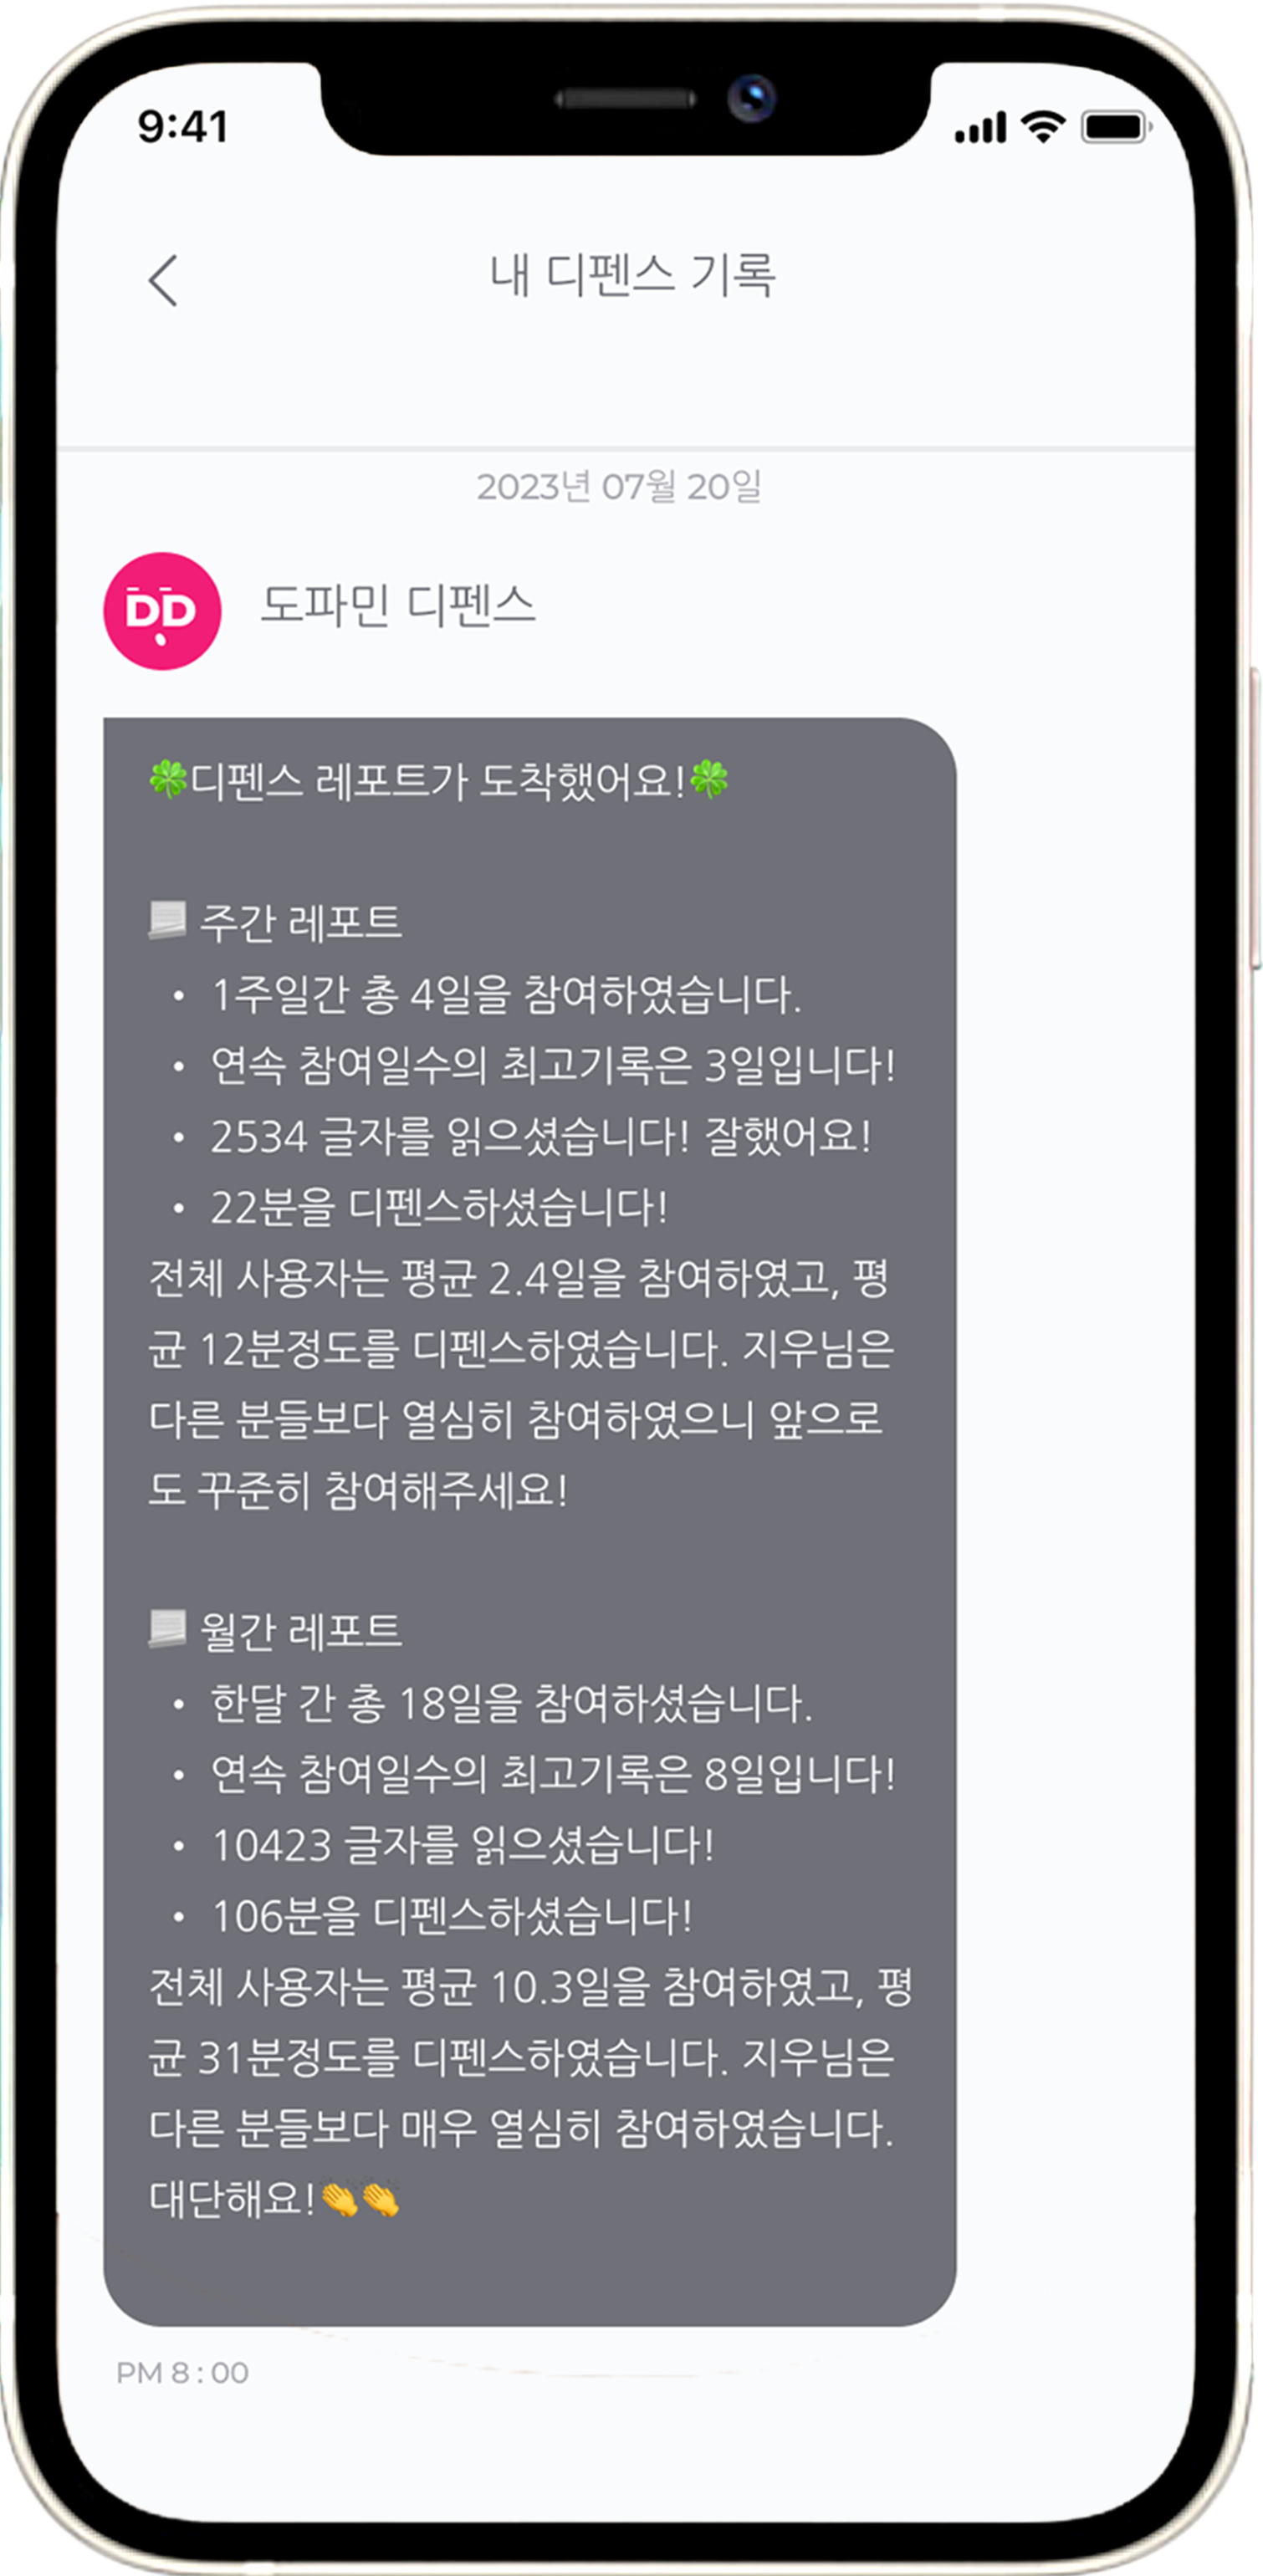 9:41
내 디펜스 기록
2023년 07월 20일
DD
도파민 디펜스
🍀디펜스 레포트가 도착했어요!🍀
📃 주간 레포트
• 1주일간 총 4일을 참여하였습니다.
• 연속 참여일수의 최고기록은 3일입니다!
• 2534 글자를 읽으셨습니다! 잘했어요!
• 22분을 디펜스하셨습니다!
전체 사용자는 평균 2.4일을 참여하였고, 평
균 12분정도를 디펜스하였습니다. 지우님은
다른 분들보다 열심히 참여하였으니 앞으로
도 꾸준히 참여해주세요!
📃 월간 레포트
• 한달 간 총 18일을 참여하셨습니다.
• 연속 참여일수의 최고기록은 8일입니다!
• 10423 글자를 읽으셨습니다!
• 106분을 디펜스하셨습니다!
전체 사용자는 평균 10.3일을 참여하였고, 평
균 31분정도를 디펜스하였습니다. 지우님은
다른 분들보다 매우 열심히 참여하였습니다.
대단해요!👏👏
PM 8 : 00